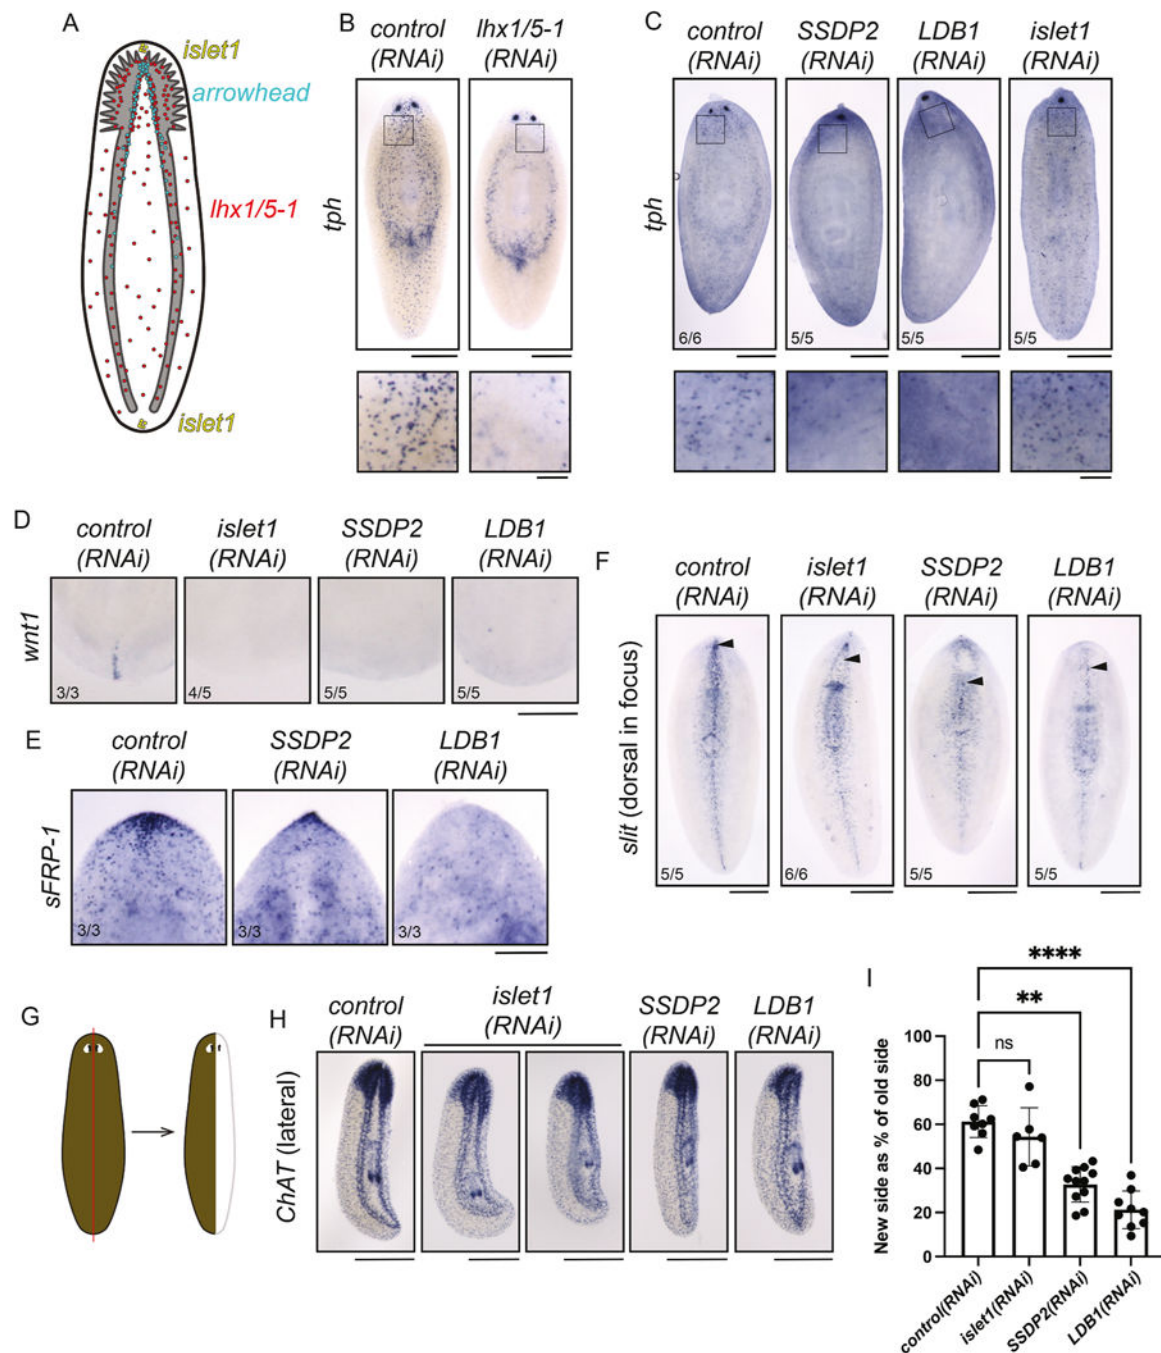 A
islet1
arrowhead
lhx1/5-1
islet1
B
control
(RNAi)
lhx1/5-1
(RNAi)
tph
C
control
(RNAi)
SSDP2
(RNAi)
LDB1
(RNAi)
islet1
(RNAi)
tph
6/6
5/5
5/5
5/5
D
control
(RNAi)
islet1
(RNAi)
SSDP2
(RNAi)
LDB1
(RNAi)
wnt1
3/3
4/5
5/5
5/5
E
control
(RNAi)
SSDP2
(RNAi)
LDB1
(RNAi)
sFRP-1
3/3
3/3
3/3
F
control
(RNAi)
islet1
(RNAi)
SSDP2
(RNAi)
LDB1
(RNAi)
slit (dorsal in focus)
5/5
6/6
5/5
5/5
G
H
control
(RNAi)
islet1
(RNAi)
SSDP2
(RNAi)
LDB1
(RNAi)
ChAT (lateral)
I
****
**
ns
New side as % of old side
100
80
60
40
20
0
control(RNAi)
islet1(RNAi)
SSDP2(RNAi)
LDB1(RNAi)